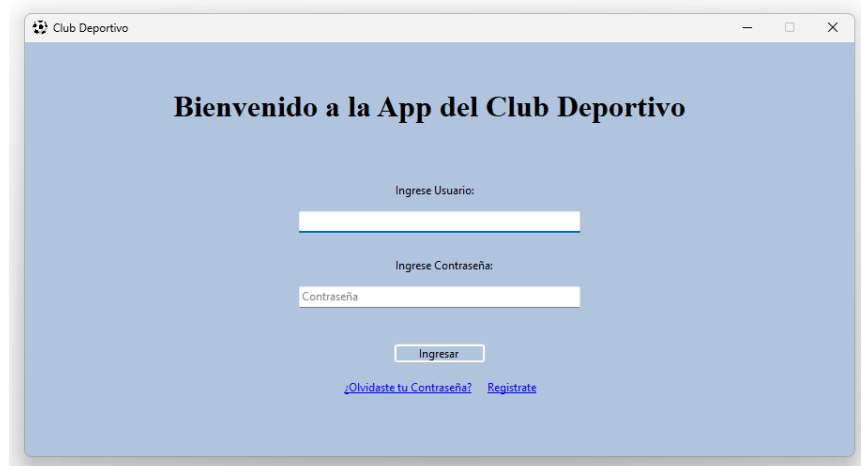 Club Deportivo
Bienvenido a la App del Club Deportivo
Ingrese Usuario:
Ingrese Contraseña:
Contraseña
Ingresar
¿Olvidaste tu Contraseña? Registrate